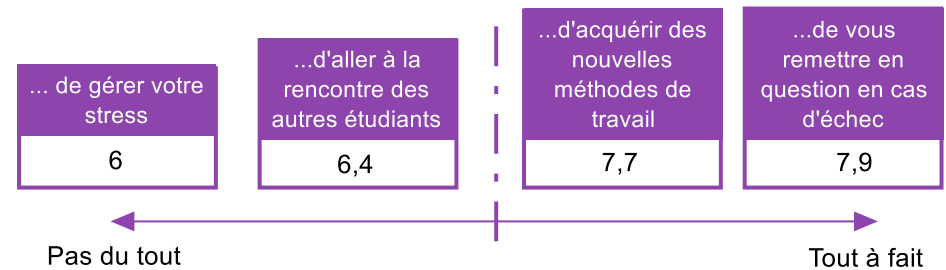 ... de gérer votre
stress
6
...d'aller à la
rencontre des
autres étudiants
6,4
...d'acquérir des
nouvelles
méthodes de
travail
7,7
...de vous
remettre en
question en cas
d'échec
7,9
Pas du tout
Tout à fait